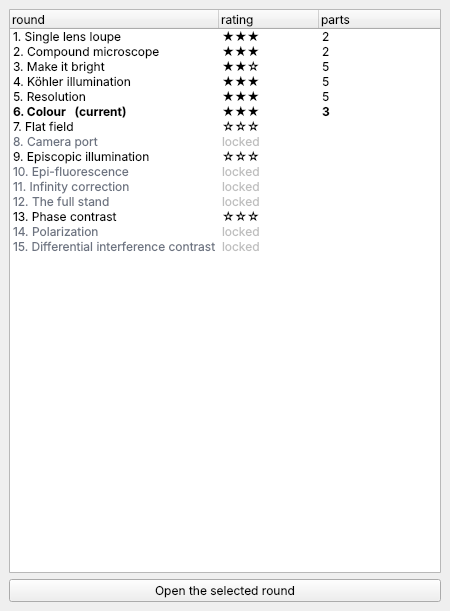 round rating parts
1. Single lens loupe ★★★ 2
2. Compound microscope ★★★ 2
3. Make it bright ★★☆ 5
4. Köhler illumination ★★★ 5
5. Resolution ★★★ 5
6. Colour (current) ★★★ 3
7. Flat field ☆☆☆
8. Camera port locked
9. Episcopic illumination ☆☆☆
10. Epi-fluorescence locked
11. Infinity correction locked
12. The full stand locked
13. Phase contrast ☆☆☆
14. Polarization locked
15. Differential interference contrast locked
Open the selected round